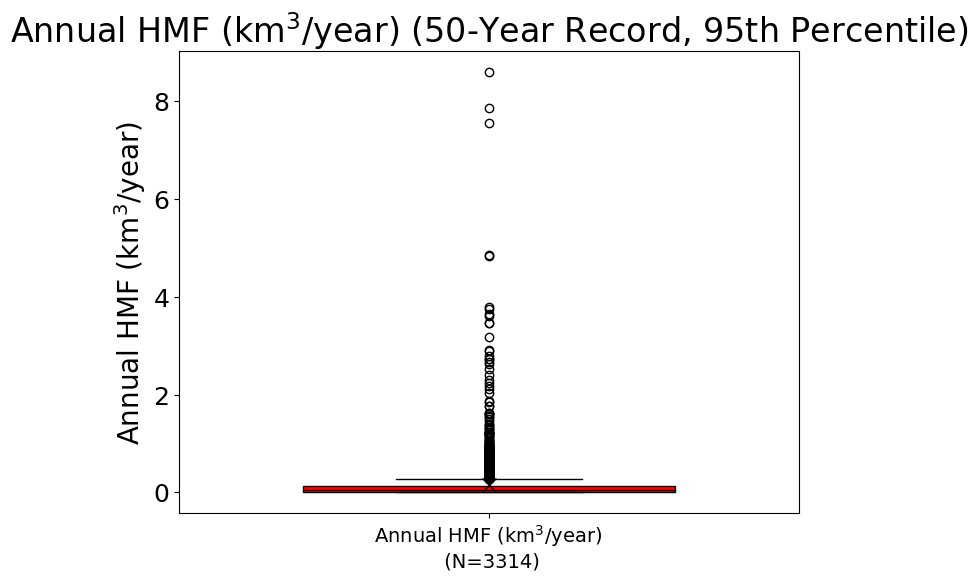 Annual HMF (km³/year) (50-Year Record, 95th Percentile)
Annual HMF (km³/year)
8
6
4
2
0
Annual HMF (km³/year)
(N=3314)